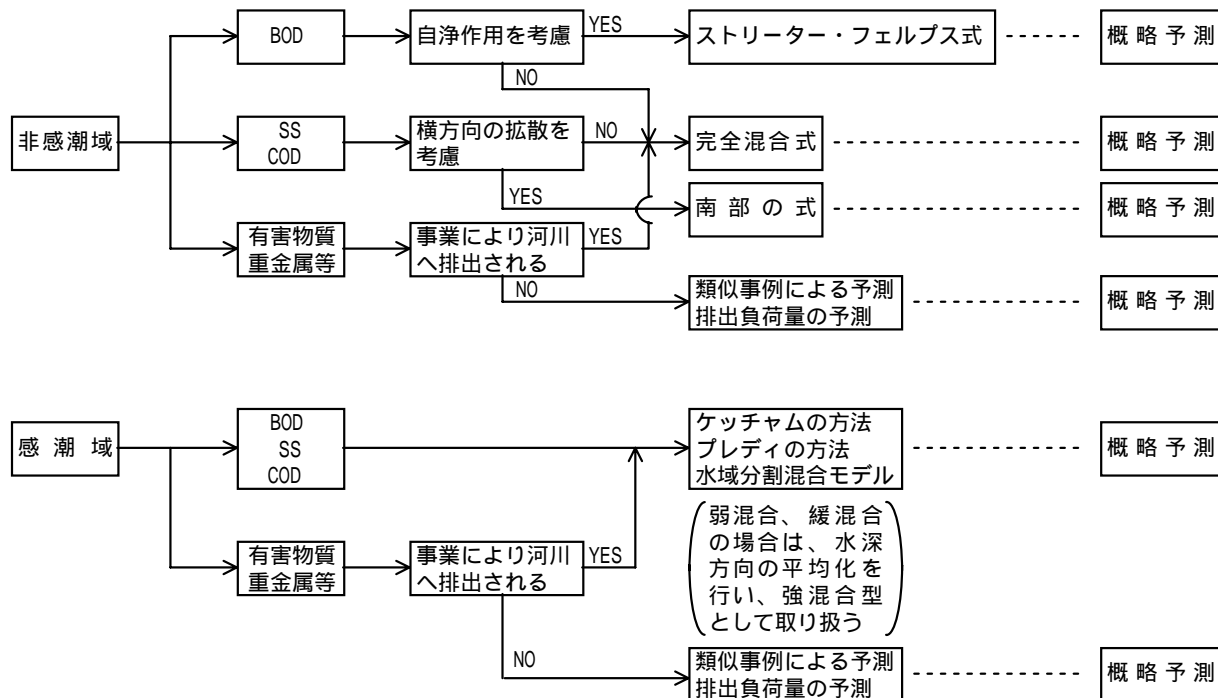 BOD
自浄作用を考慮
YES
ストリーター・フェルプス式
概略予測
NO
非感潮域
SS
COD
横方向の拡散を
考慮
NO
完全混合式
概略予測
YES
南部の式
概略予測
有害物質
重金属等
事業により河川
へ排出される
YES
NO
類似事例による予測
排出負荷量の予測
概略予測
感潮域
BOD
SS
COD
ケッチャムの方法
プレディの方法
水域分割混合モデル
概略予測
弱混合、緩混合
の場合は、水深
方向の平均化を
行い、強混合型
として取り扱う
有害物質
重金属等
事業により河川
へ排出される
YES
NO
類似事例による予測
排出負荷量の予測
概略予測